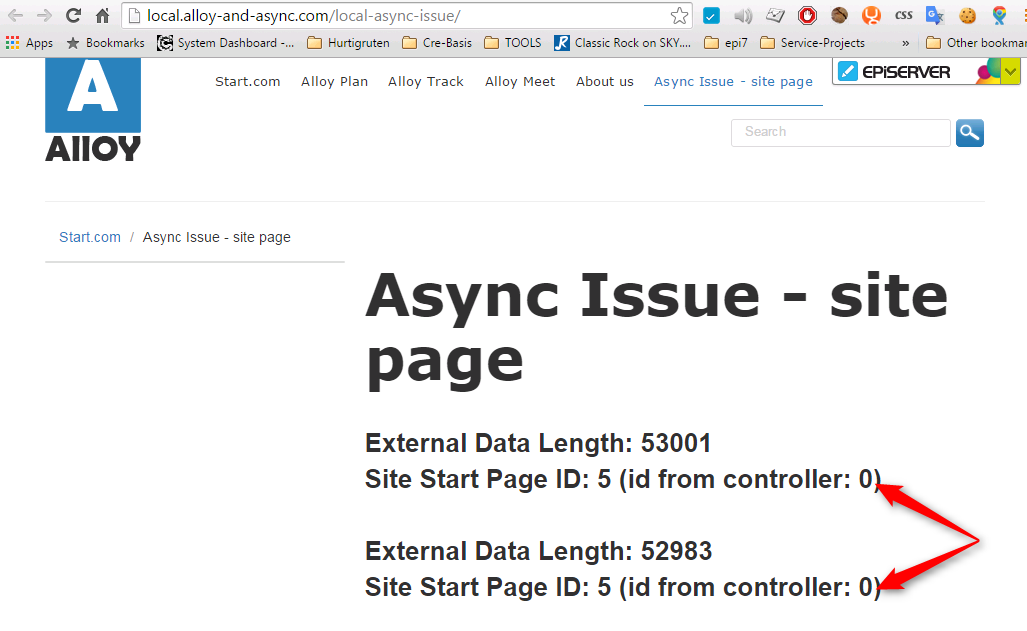 local.alloy-and-async.com/local-async-issue/
css
Apps Bookmarks System Dashboard -... Hurtigruten Cre-Basis TOOLS Classic Rock on SKY.... epi7 Service-Projects » Other bookmar
A
Alloy
Start.com Alloy Plan Alloy Track Alloy Meet About us Async Issue - site page
EPISERVER
Search
Start.com / Async Issue - site page
Async Issue - site
page
External Data Length: 53001
Site Start Page ID: 5 (id from controller: 0)
External Data Length: 52983
Site Start Page ID: 5 (id from controller: 0)